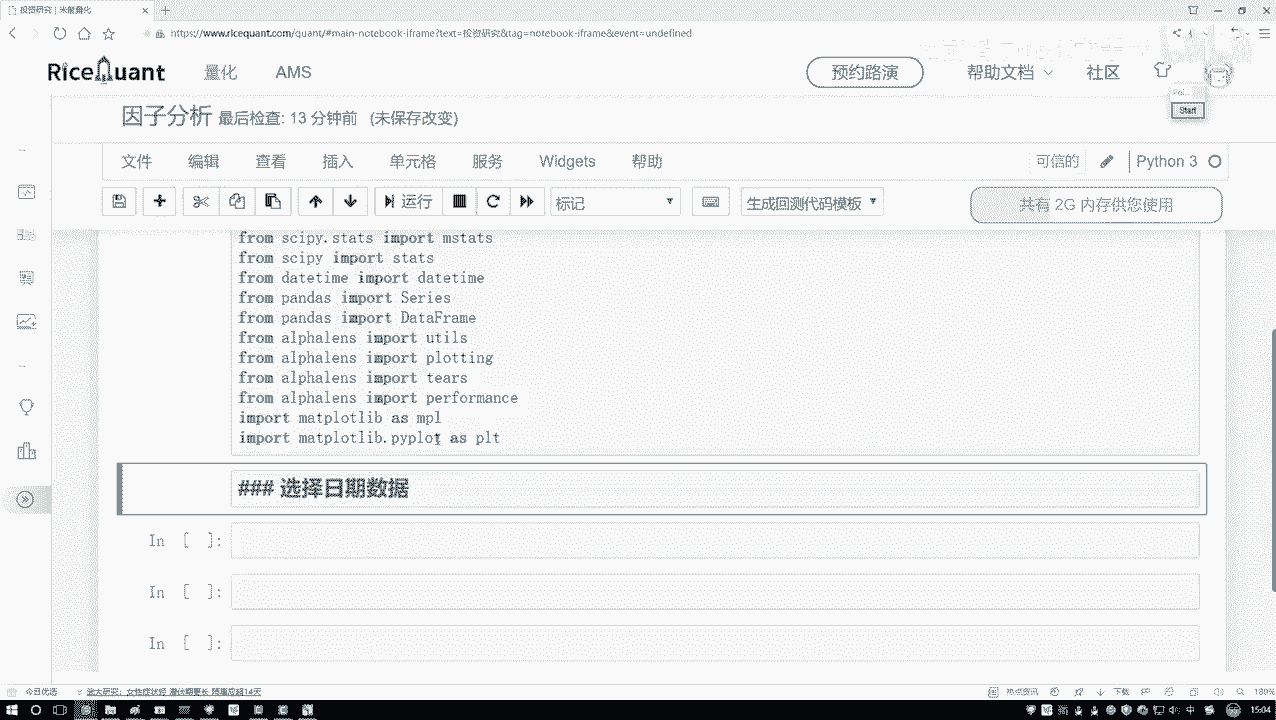 投资研究 | 米筐量化
https://www.ricequant.com/quant/#main-notebook-iframe?text=投资研究&tag=notebook-iframe&event=undefined
RiceQuant 量化 AMS 预约路演 帮助文档 社区
Start
因子分析 最后检查: 13 分钟前 (未保存改变)
文件 编辑 查看 插入 单元格 服务 Widgets 帮助 可信的 Python 3
运行 标记 生成回测代码模板 共有 2G 内存供您使用
from scipy.stats import mstats
from scipy import stats
from datetime import datetime
from pandas import Series
from pandas import DataFrame
from alphalens import utils
from alphalens import plotting
from alphalens import tears
from alphalens import performance
import matplotlib as mpl
import matplotlib.pyplot as plt
### 选择日期数据
In [ ]:
In [ ]:
In [ ]:
今日优选 热点资讯 下载 180%
中 15:04